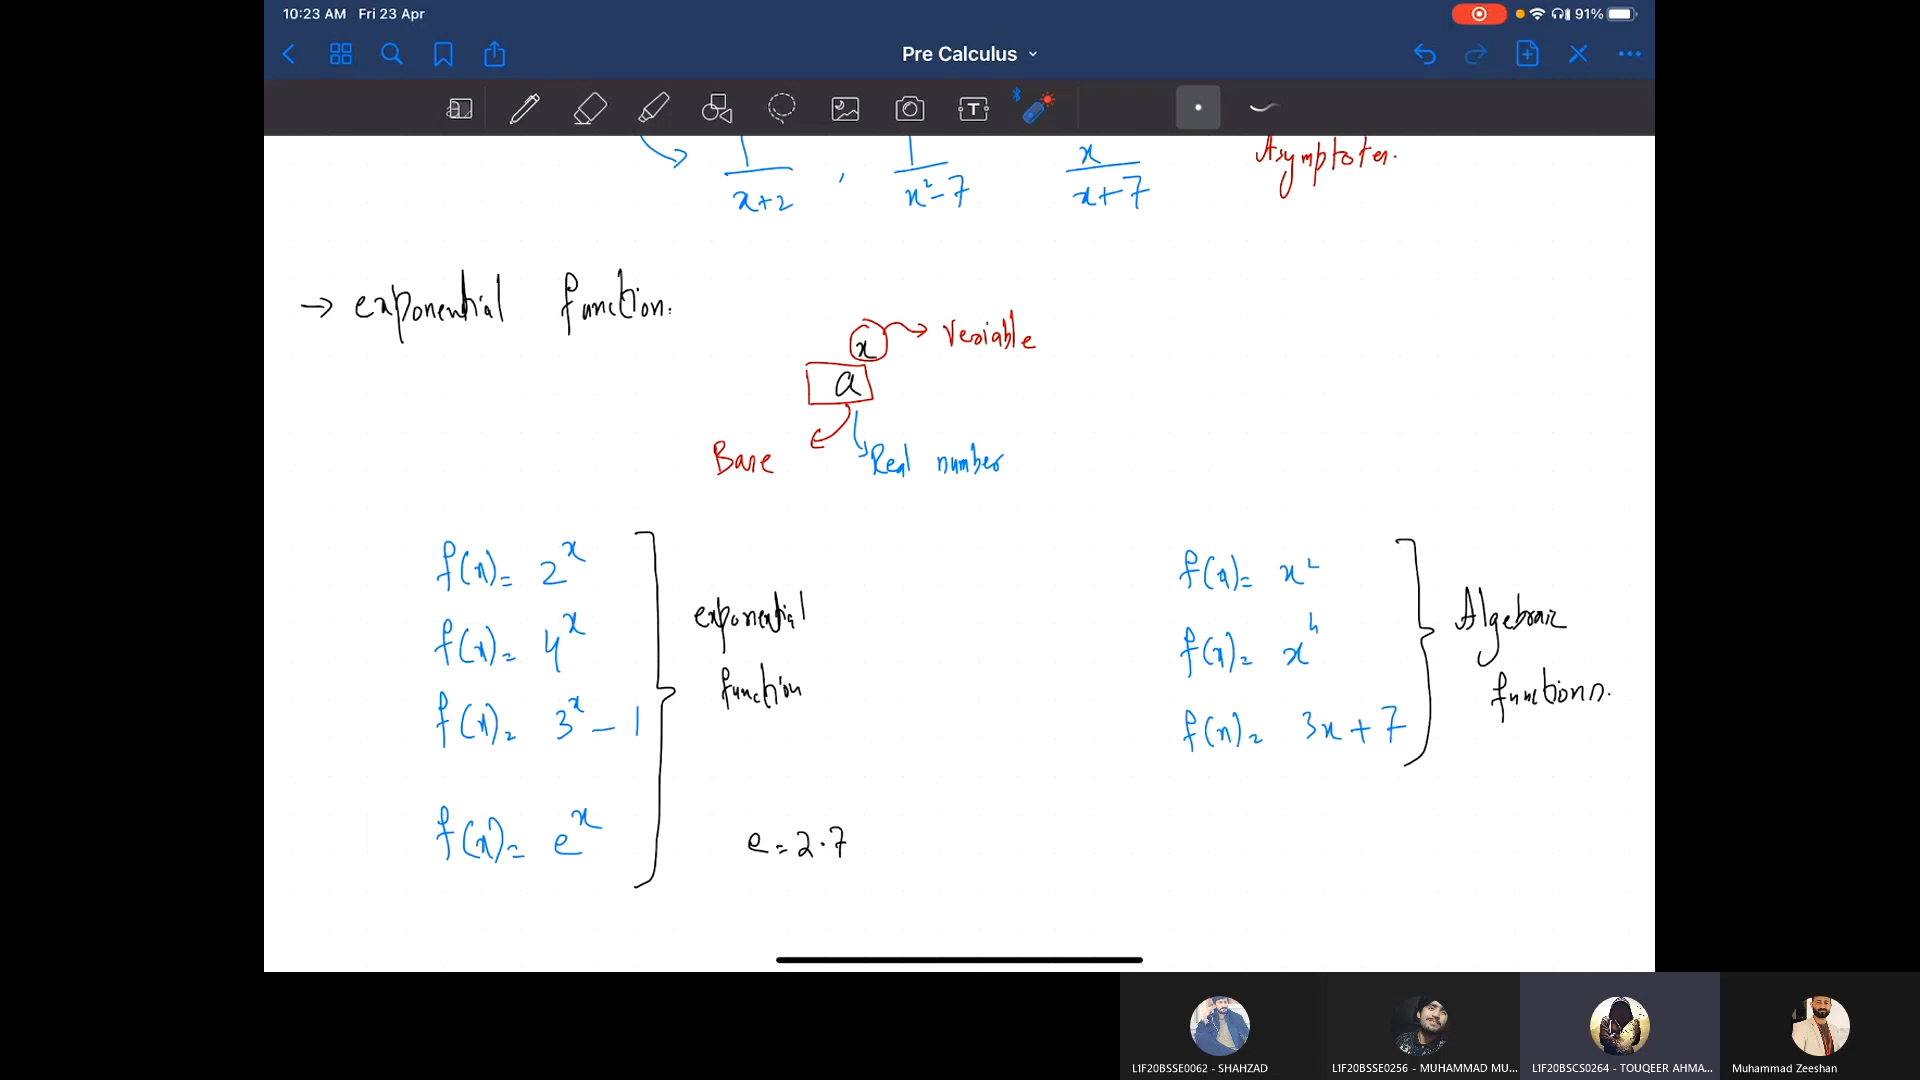 10:23 AM Fri 23 Apr 91%
Pre Calculus
T
1/x+2 , 1/x²-7 x/x+7 Asymptotes.
→ exponential function.
x → Veriable
a
Base Real number
f(x)= 2^x
f(x)= 4^x
f(x)= 3^x - 1
f(x)= e^x
exponential
function
e = 2.7
f(x)= x²
f(x)= x⁴
f(x)= 3x+7
Algebraic
functions.
L1F20BSSE0062 - SHAHZAD L1F20BSSE0256 - MUHAMMAD MU... L1F20BSCS0264 - TOUQEER AHMA... Muhammad Zeeshan